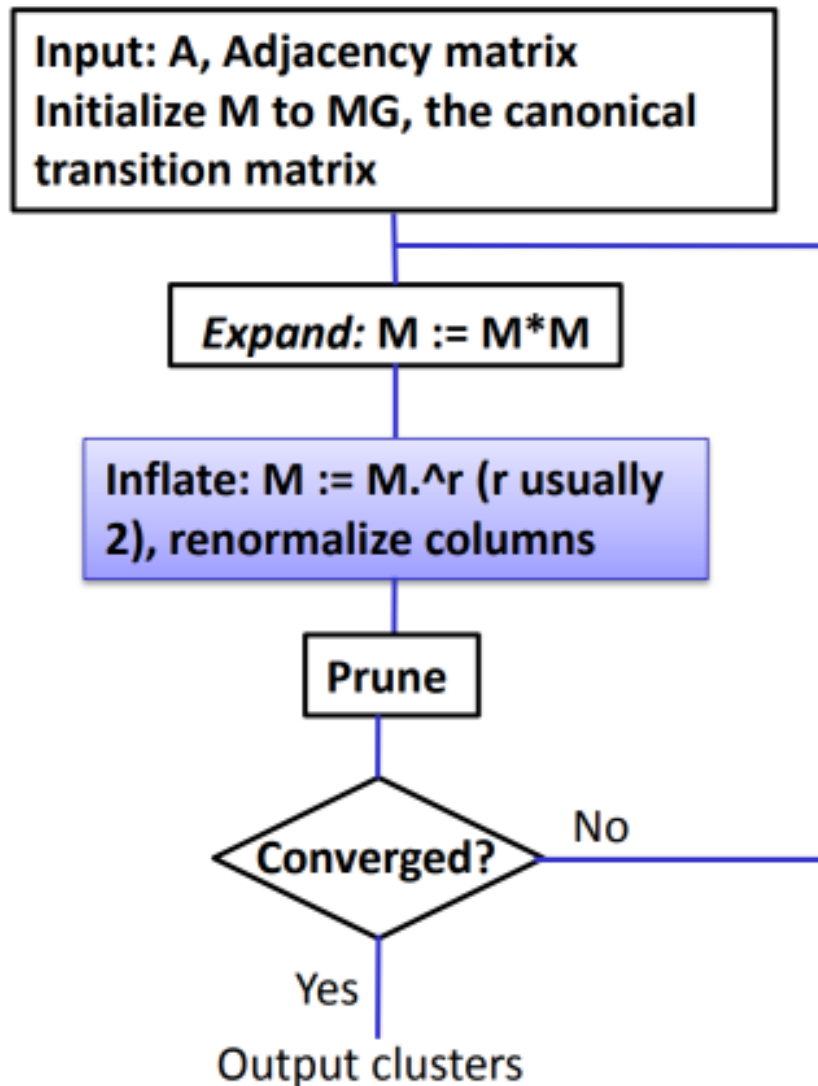 Input: A, Adjacency matrix
Initialize M to MG, the canonical
transition matrix
Expand: M := M*M
Inflate: M := M.^r (r usually
2), renormalize columns
Prune
Converged?
No
Yes
Output clusters